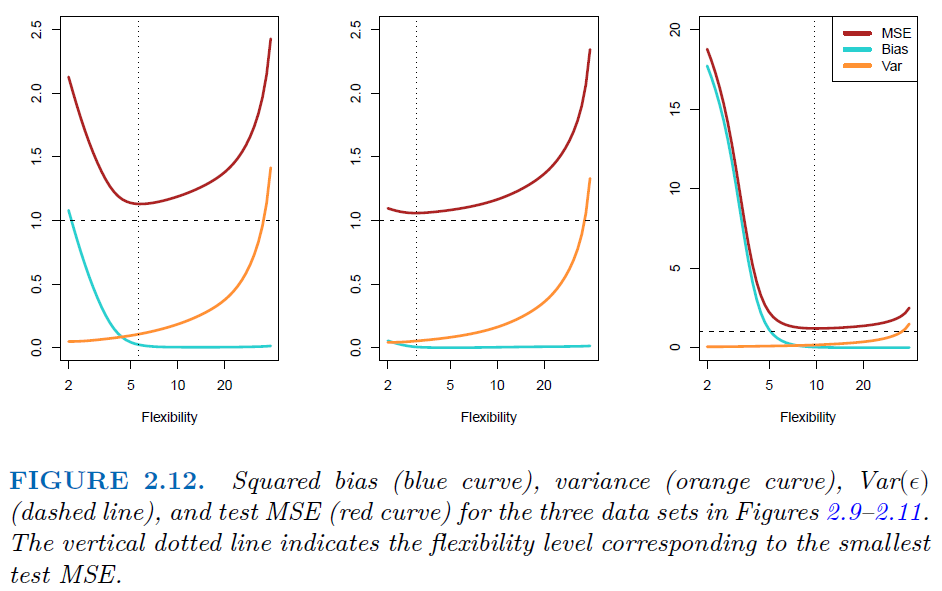 2.5
2.0
1.5
1.0
0.5
0.0
2 5 10 20
Flexibility
2.5
2.0
1.5
1.0
0.5
0.0
2 5 10 20
Flexibility
20
15
10
5
0
2 5 10 20
Flexibility
MSE
Bias
Var
FIGURE 2.12. Squared bias (blue curve), variance (orange curve), Var(ϵ)
(dashed line), and test MSE (red curve) for the three data sets in Figures 2.9–2.11.
The vertical dotted line indicates the flexibility level corresponding to the smallest
test MSE.